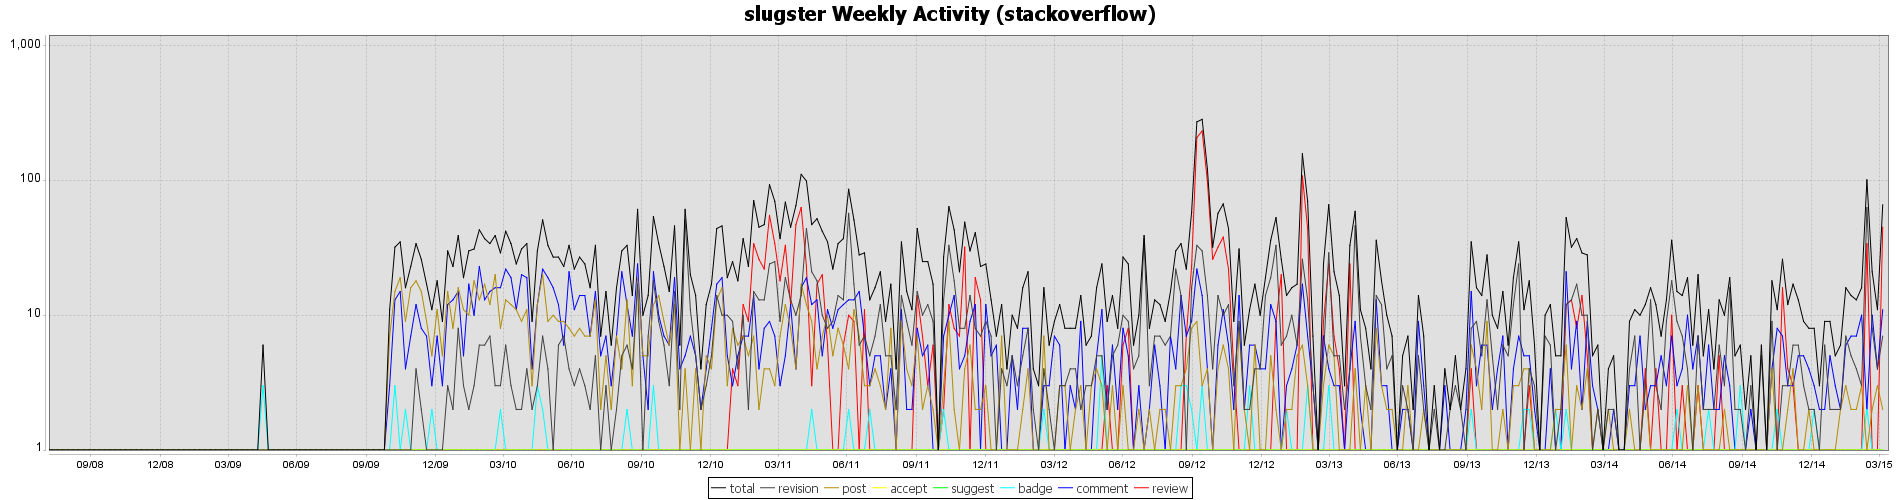 slugster Weekly Activity (stackoverflow)
1,000
100
10
1
09/08 12/08 03/09 06/09 09/09 12/09 03/10 06/10 09/10 12/10 03/11 06/11 09/11 12/11 03/12 06/12 09/12 12/12 03/13 06/13 09/13 12/13 03/14 06/14 09/14 12/14 03/15
total revision post accept suggest badge comment review